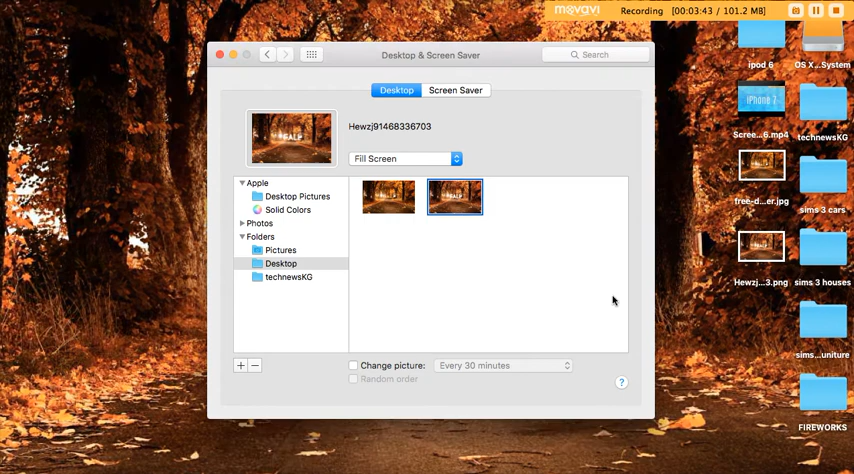 movavi
Recording [00:03:43 / 101.2 MB]
Desktop & Screen Saver
Search
Desktop
Screen Saver
Hewzj91468336703
Fill Screen
Apple
Desktop Pictures
Solid Colors
Photos
Folders
Pictures
Desktop
technewsKG
+ −
Change picture:
Every 30 minutes
Random order
?
ipod 6
OS X...System
iPhone 7
Scree...6.mp4
technewsKG
free-d...er.jpg
sims 3 cars
Hewzj...3.png
sims 3 houses
sims...uniture
FIREWORKS